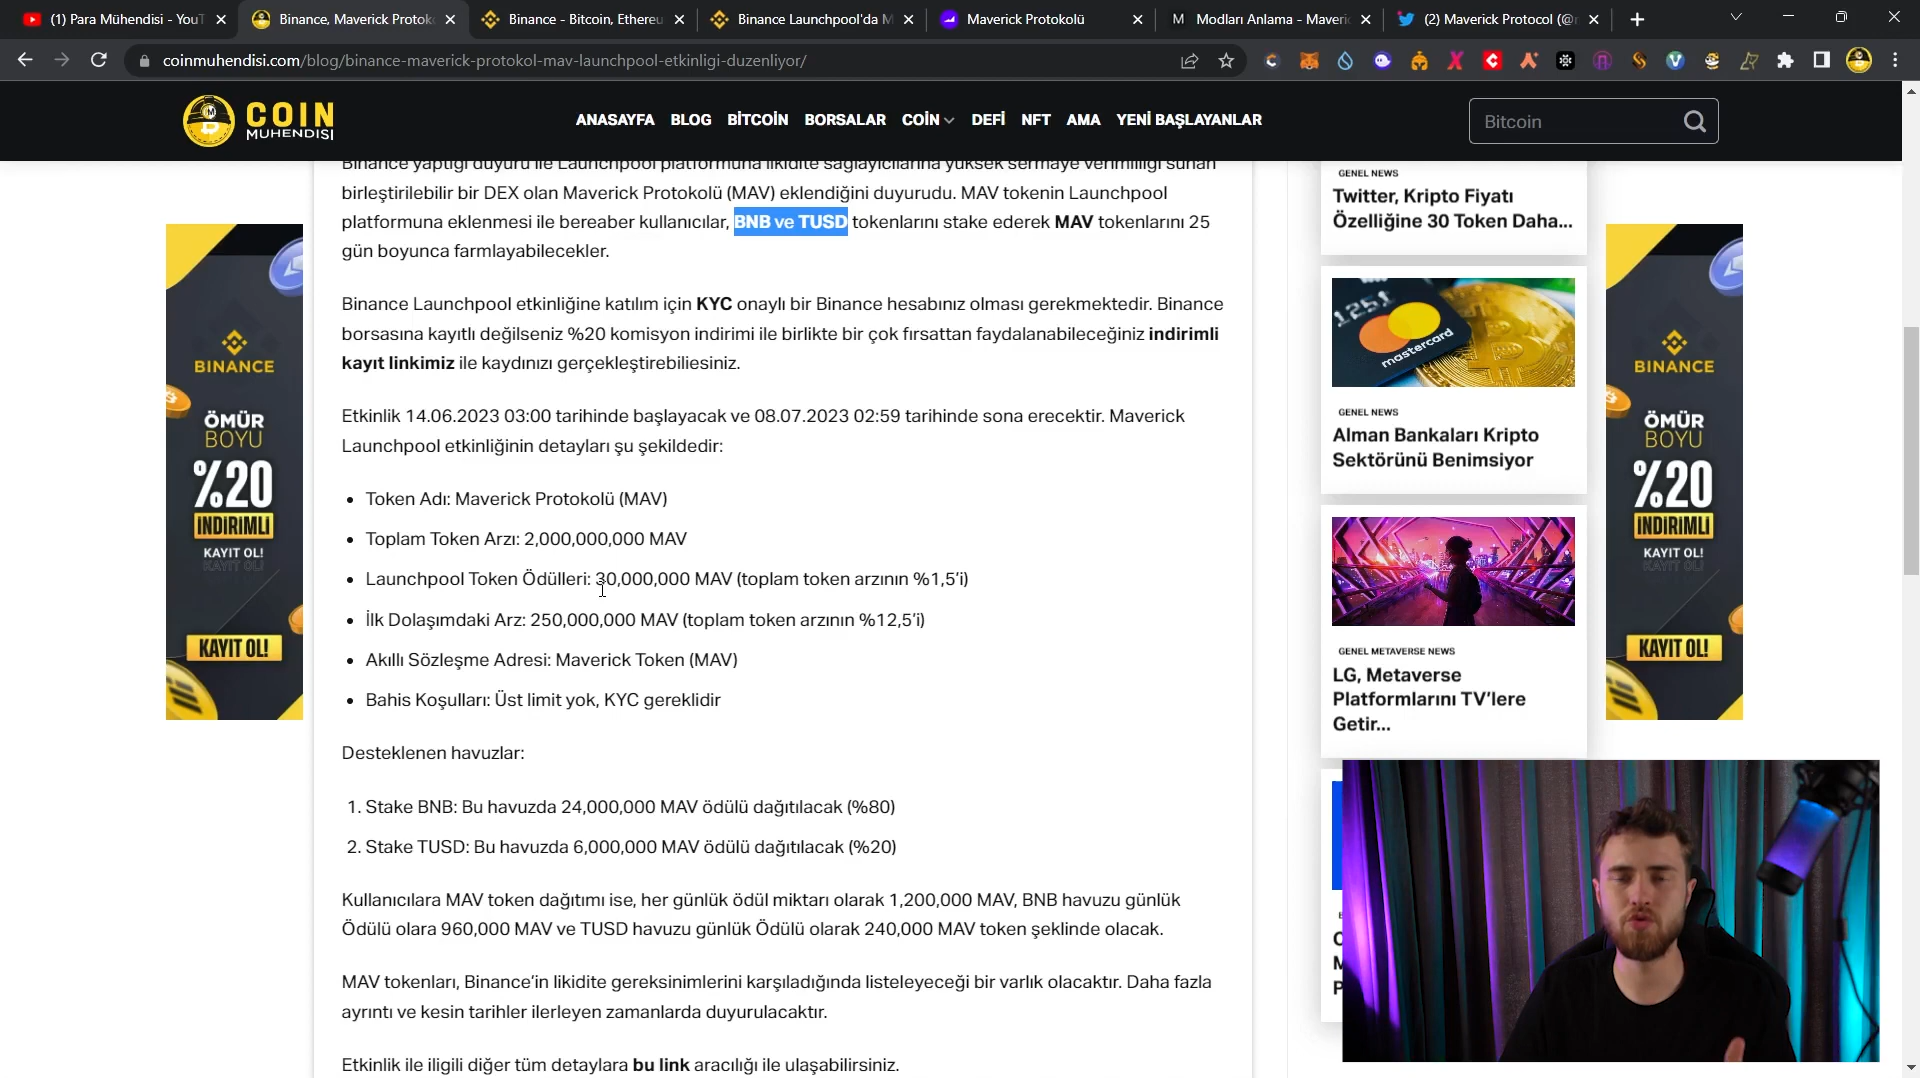 (1) Para Mühendisi - YouT
Binance, Maverick Protok
Binance - Bitcoin, Ethereu
Binance Launchpool'da M
Maverick Protokolü
Modları Anlama - Maveri
(2) Maverick Protocol (@
coinmuhendisi.com/blog/binance-maverick-protokol-mav-launchpool-etkinligi-duzenliyor/
COIN
MUHENDISI
ANASAYFA BLOG BİTCOİN BORSALAR COİN DEFİ NFT AMA YENİ BAŞLAYANLAR
Bitcoin
Binance yaptığı duyuru ile Launchpool platformuna likidite sağlayıcılarına yüksek sermaye verimliliği sunan
birleştirilebilir bir DEX olan Maverick Protokolü (MAV) eklendiğini duyurudu. MAV tokenin Launchpool
platformuna eklenmesi ile bereaber kullanıcılar, BNB ve TUSD tokenlarını stake ederek MAV tokenlarını 25
gün boyunca farmlayabilecekler.
Binance Launchpool etkinliğine katılım için KYC onaylı bir Binance hesabınız olması gerekmektedir. Binance
borsasına kayıtlı değilseniz %20 komisyon indirimi ile birlikte bir çok fırsattan faydalanabileceğiniz indirimli
kayıt linkimiz ile kaydınızı gerçekleştirebiliesiniz.
Etkinlik 14.06.2023 03:00 tarihinde başlayacak ve 08.07.2023 02:59 tarihinde sona erecektir. Maverick
Launchpool etkinliğinin detayları şu şekildedir:
• Token Adı: Maverick Protokolü (MAV)
• Toplam Token Arzı: 2,000,000,000 MAV
• Launchpool Token Ödülleri: 30,000,000 MAV (toplam token arzının %1,5'i)
• İlk Dolaşımdaki Arz: 250,000,000 MAV (toplam token arzının %12,5'i)
• Akıllı Sözleşme Adresi: Maverick Token (MAV)
• Bahis Koşulları: Üst limit yok, KYC gereklidir
Desteklenen havuzlar:
1. Stake BNB: Bu havuzda 24,000,000 MAV ödülü dağıtılacak (%80)
2. Stake TUSD: Bu havuzda 6,000,000 MAV ödülü dağıtılacak (%20)
Kullanıcılara MAV token dağıtımı ise, her günlük ödül miktarı olarak 1,200,000 MAV, BNB havuzu günlük
Ödülü olara 960,000 MAV ve TUSD havuzu günlük Ödülü olarak 240,000 MAV token şeklinde olacak.
MAV tokenları, Binance'in likidite gereksinimlerini karşıladığında listeleyeceği bir varlık olacaktır. Daha fazla
ayrıntı ve kesin tarihler ilerleyen zamanlarda duyurulacaktır.
Etkinlik ile iligili diğer tüm detaylara bu link aracılığı ile ulaşabilirsiniz.
BINANCE
ÖMÜR
BOYU
%20
INDIRIMLI
KAYIT OL!
KAYIT OL!
GENEL NEWS
Twitter, Kripto Fiyatı
Özelliğine 30 Token Daha...
mastercard
GENEL NEWS
Alman Bankaları Kripto
Sektörünü Benimsiyor
GENEL METAVERSE NEWS
LG, Metaverse
Platformlarını TV'lere
Getir...
BINANCE
ÖMÜR
BOYU
%20
INDIRIMLI
KAYIT OL!
KAYIT OL!